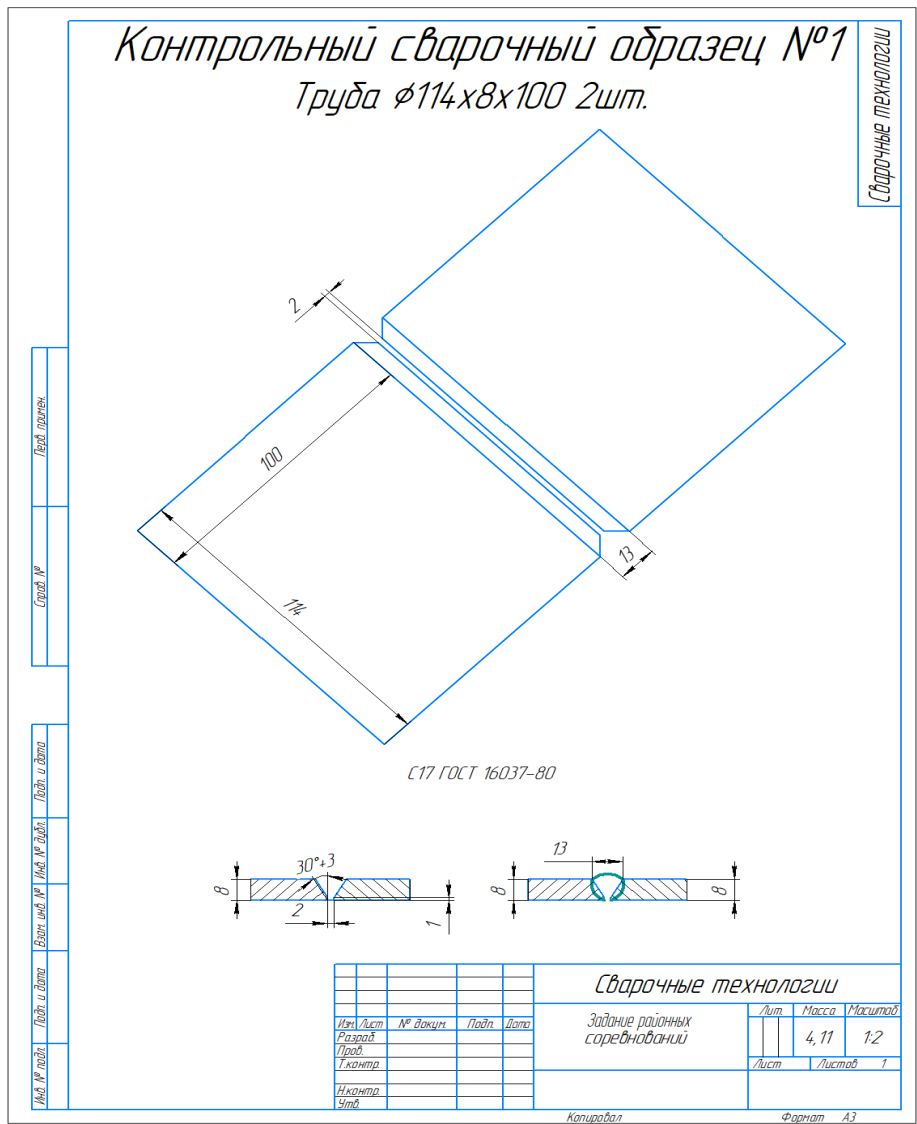 Контрольный сварочный образец №1
Труба ϕ114х8х100 2шт.
Сварочные технологии
2
100
114
13
Перв. примен.
Справ. №
Подп. и дата
Инв. № дубл.
Взам. инв. №
Подп. и дата
Инв. № подл.
С17 ГОСТ 16037-80
30°+3
8
2
1
13
8
8
Сварочные технологии
Задание районных
соревнований
Лит. Масса Масштаб
4,11 1:2
Лист Листов 1
Изм. Лист № докум. Подп. Дата
Разраб.
Пров.
Т.контр.
Н.контр.
Утв.
Копировал Формат А3